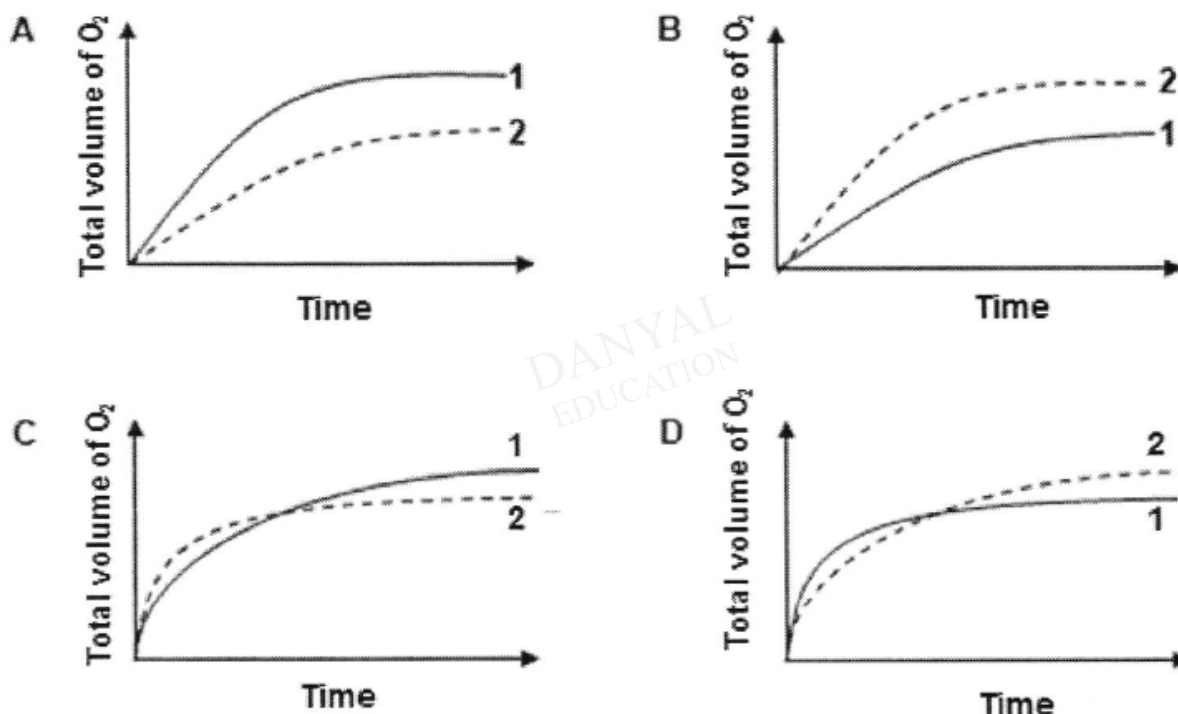 A
Total volume of O₂
1
2
Time
B
Total volume of O₂
2
1
Time
DANYAL
EDUCATION
C
Total volume of O₂
1
2
Time
D
Total volume of O₂
2
1
Time